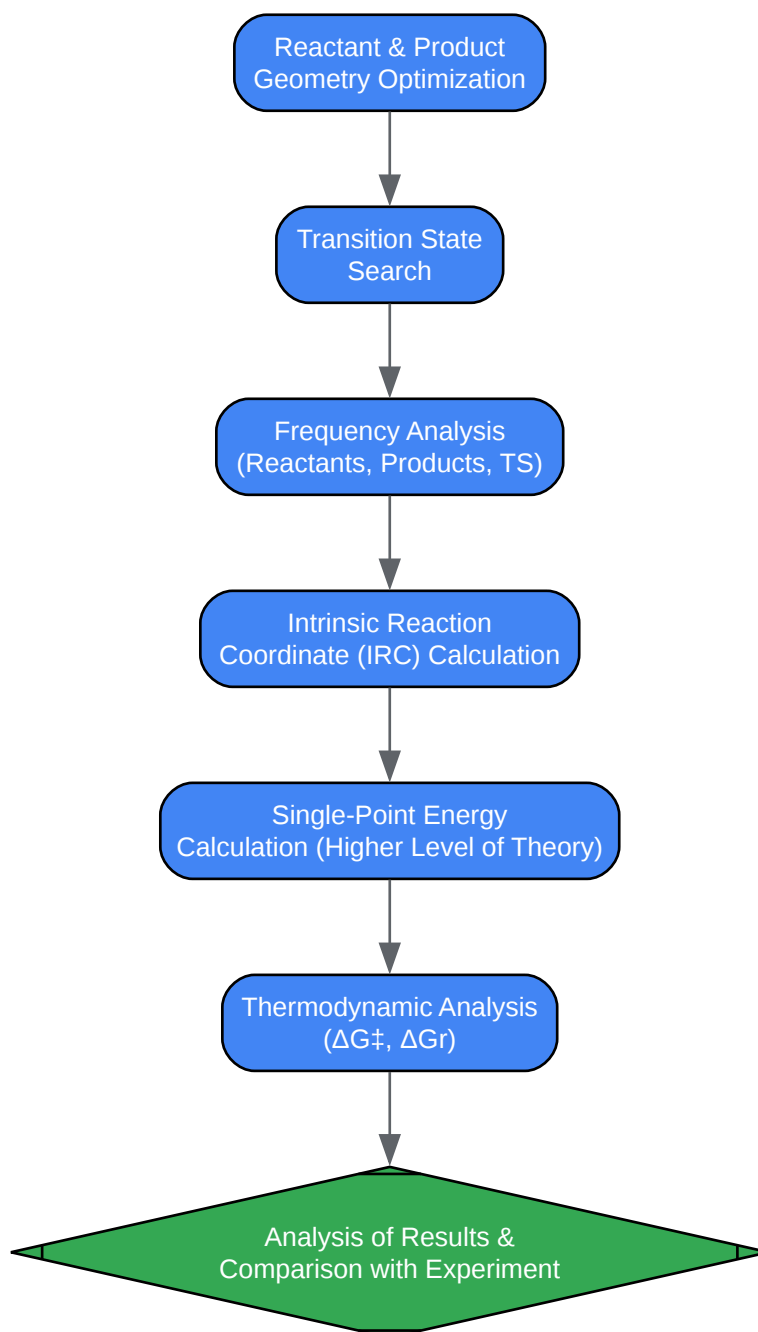 Reactant & Product
Geometry Optimization
Transition State
Search
Frequency Analysis
(Reactants, Products, TS)
Intrinsic Reaction
Coordinate (IRC) Calculation
Single-Point Energy
Calculation (Higher Level of Theory)
Thermodynamic Analysis
(ΔG‡, ΔGr)
Analysis of Results &
Comparison with Experiment